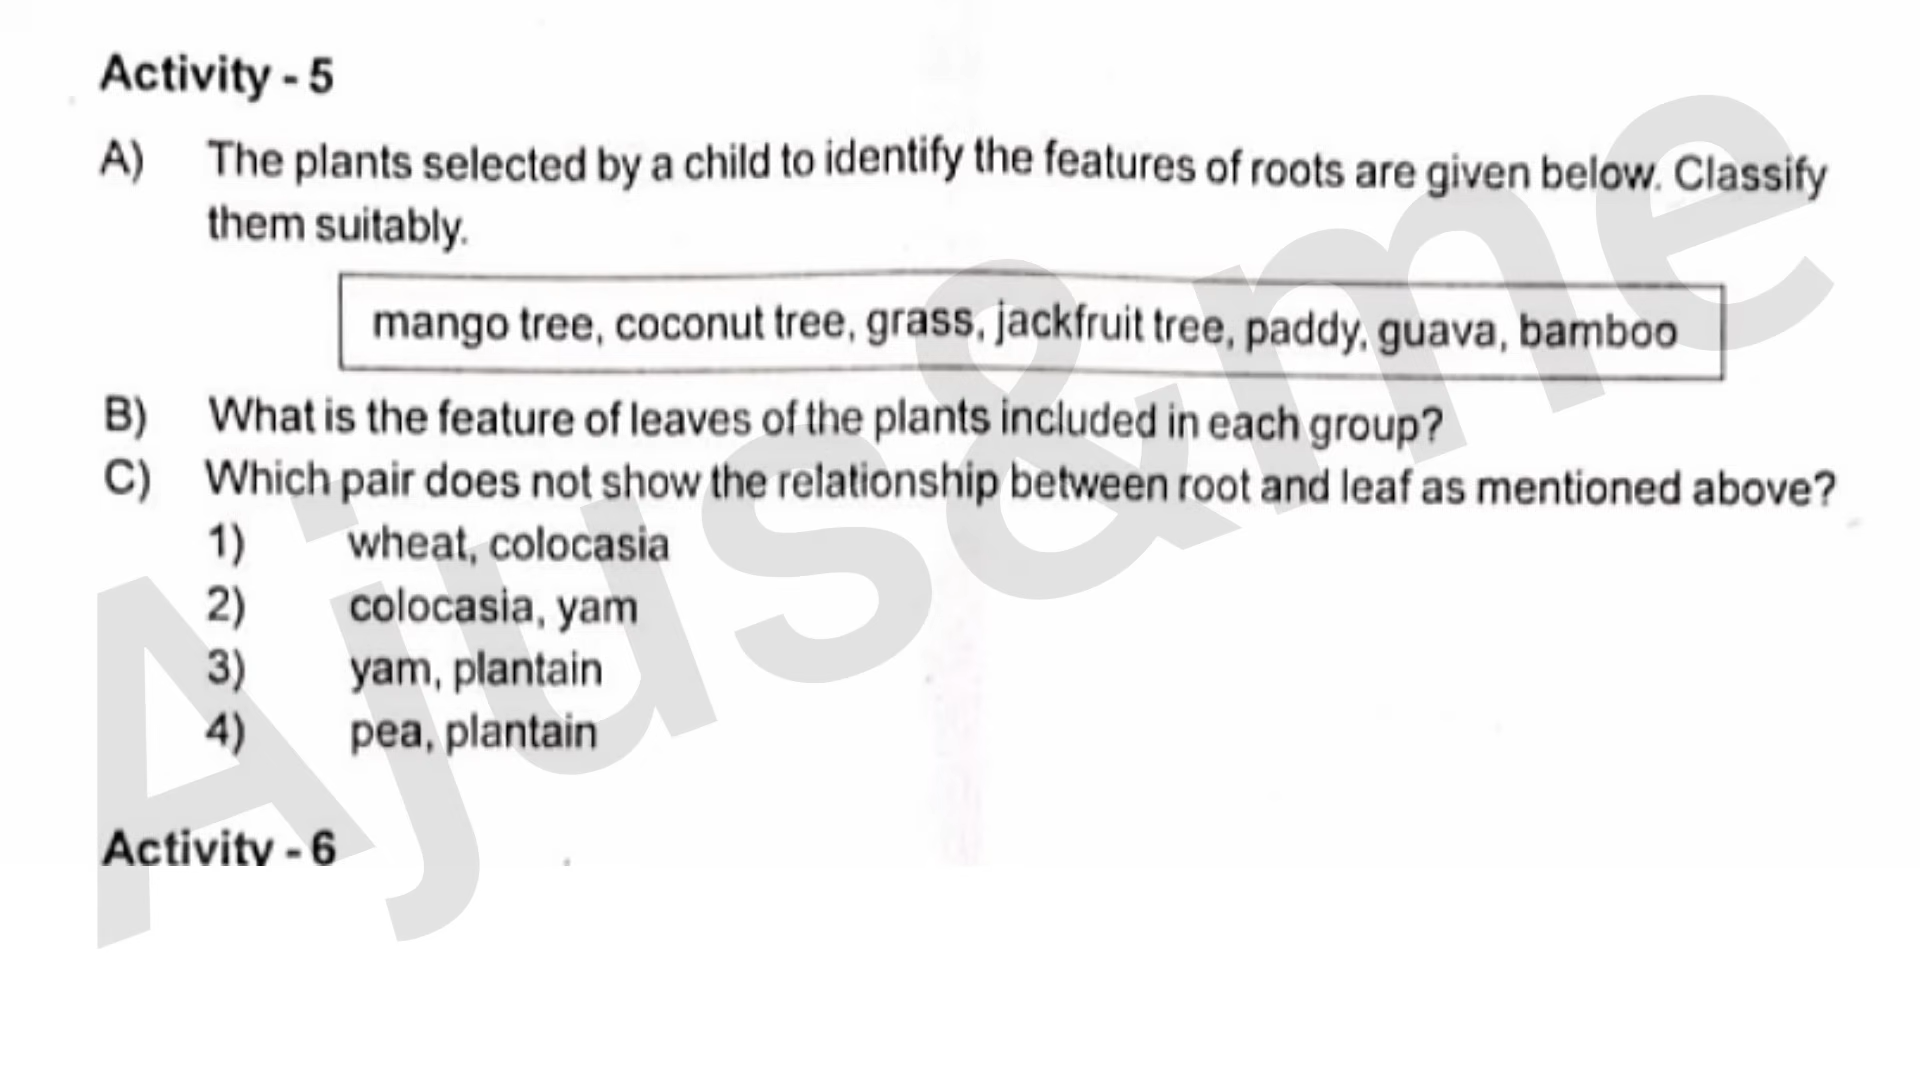 Activity - 5
A) The plants selected by a child to identify the features of roots are given below. Classify
them suitably.
mango tree, coconut tree, grass, jackfruit tree, paddy, guava, bamboo
B) What is the feature of leaves of the plants included in each group?
C) Which pair does not show the relationship between root and leaf as mentioned above?
1) wheat, colocasia
2) colocasia, yam
3) yam, plantain
4) pea, plantain
Activity - 6
Ajus&me